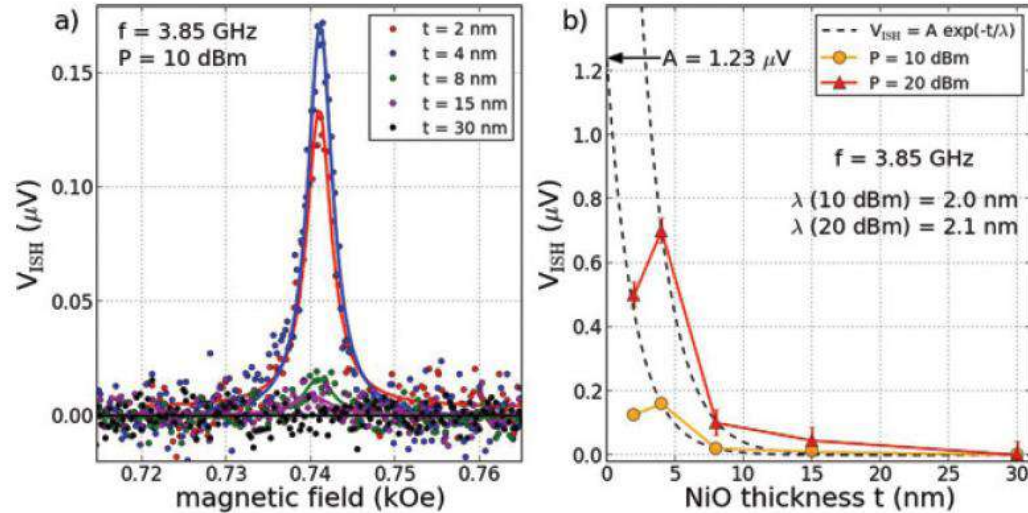 a)
f = 3.85 GHz
P = 10 dBm
t = 2 nm
t = 4 nm
t = 8 nm
t = 15 nm
t = 30 nm
0.15
0.10
0.05
0.00
V_ISH (μV)
0.72 0.73 0.74 0.75 0.76
magnetic field (kOe)
b)
V_ISH = A exp(-t/λ)
P = 10 dBm
P = 20 dBm
A = 1.23 μV
f = 3.85 GHz
λ (10 dBm) = 2.0 nm
λ (20 dBm) = 2.1 nm
1.2
1.0
0.8
0.6
0.4
0.2
0.0
V_ISH (μV)
0 5 10 15 20 25 30
NiO thickness t (nm)